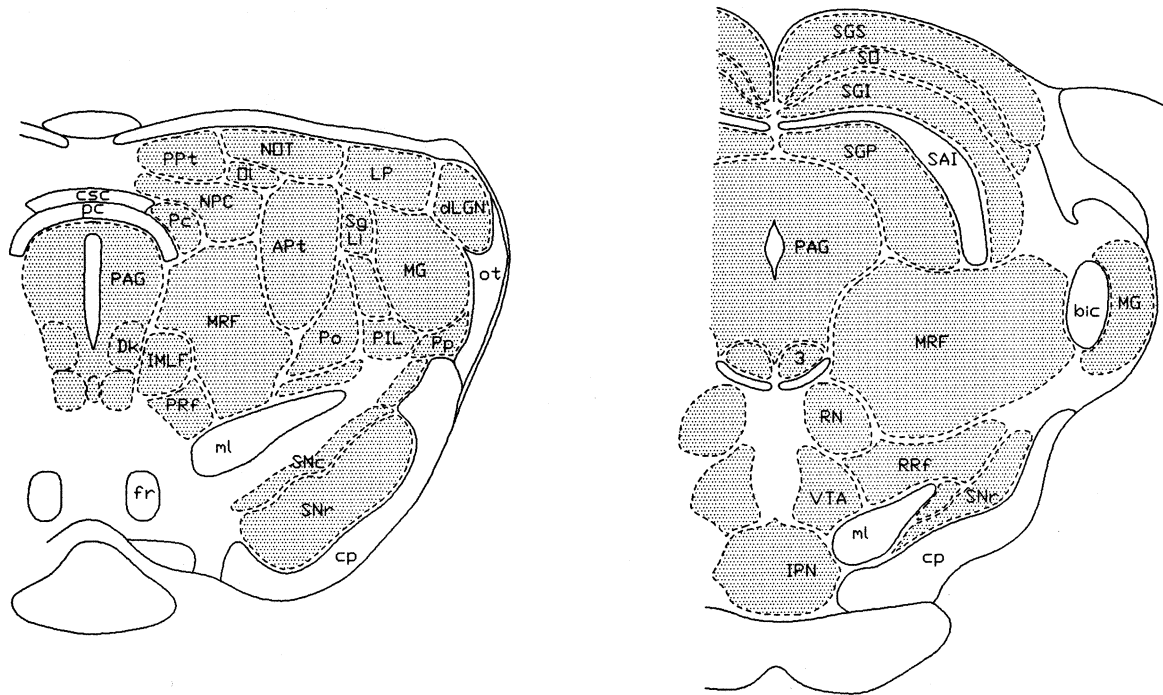 PPt
NOT
OL
LP
csc
pc
NPC
Pc
dLGN
Sg
LI
APt
MG
ot
PAG
MRF
Dk
IMLF
Po
PIL
Pp
PRf
ml
SNc
fr
SNr
cp
SGS
SO
SGI
SGP
SAI
PAG
bic
MG
MRF
3
RN
RRf
VTA
SNr
ml
IPN
cp